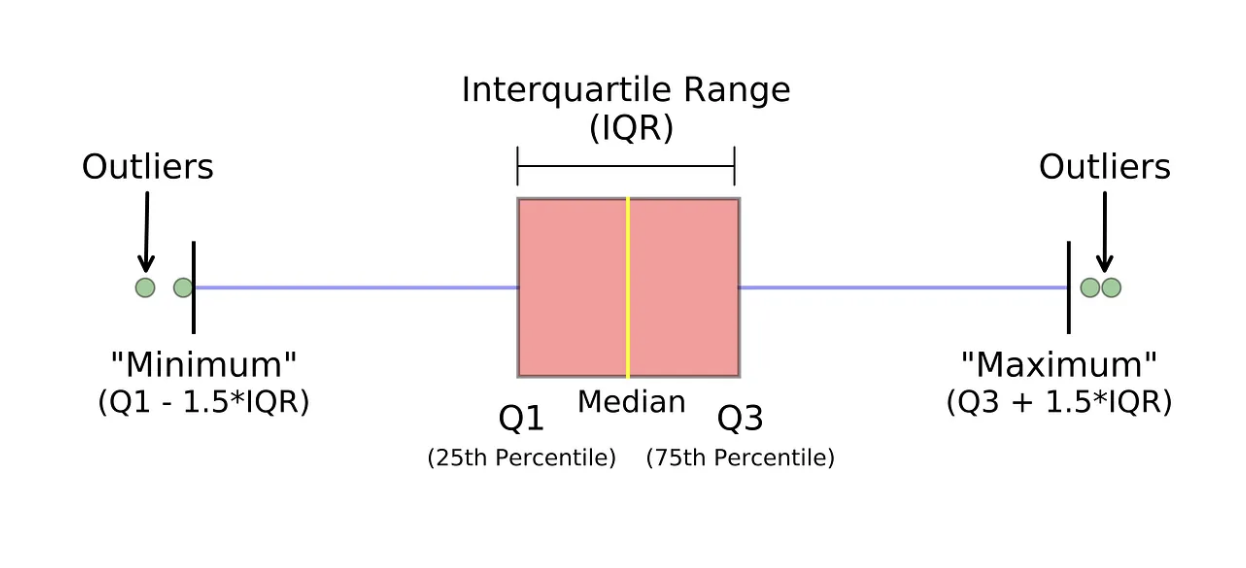 Interquartile Range
(IQR)
Outliers
Outliers
"Minimum"
(Q1 - 1.5*IQR)
"Maximum"
(Q3 + 1.5*IQR)
Median
Q1
Q3
(25th Percentile)
(75th Percentile)